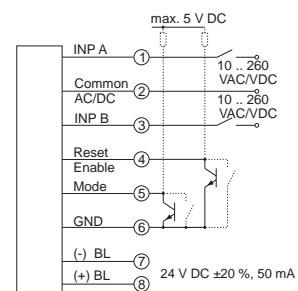 max. 5 V DC
INP A
1
10 .. 260
VAC/VDC
Common
AC/DC
2
10 .. 260
VAC/VDC
INP B
3
Reset
Enable
4
Mode
5
GND
6
(-) BL
7
24 V DC ±20 %, 50 mA
(+) BL
8